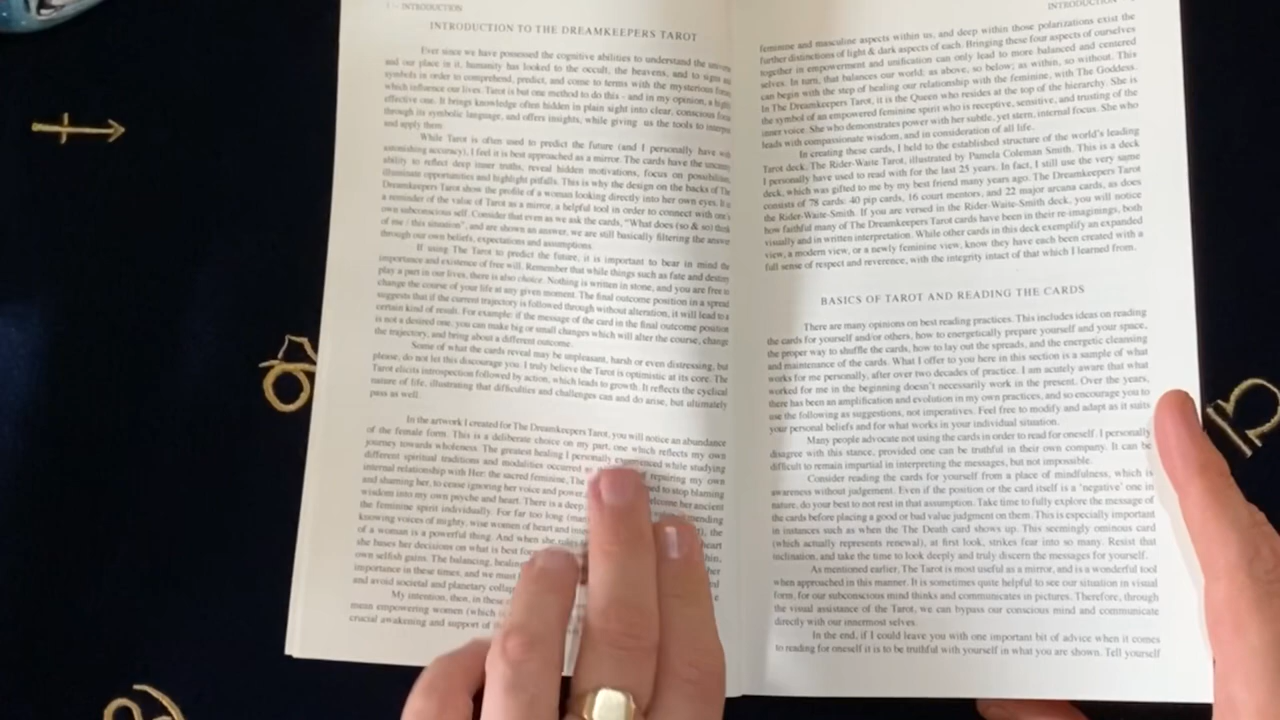 1 - INTRODUCTION
INTRODUCTION TO THE DREAMKEEPERS TAROT
Ever since we have possessed the cognitive abilities to understand the
and our place in it, humanity has looked to the occult, the heavens, and to signs
symbols in order to comprehend, predict, and come to terms with the mysterious
which influence our lives. Tarot is but one method to do this - and in my opinion, a
effective one. It brings knowledge often hidden in plain sight into clear, conscious
through its symbolic language, and offers insights, while giving us the tools to
and apply them.
While Tarot is often used to predict the future (and I personally have
astonishing accuracy), I feel it is best approached as a mirror. The cards have the
ability to reflect deep inner truths, reveal hidden motivations, focus on
illuminate opportunities and highlight pitfalls. This is why the design on the backs of The
Dreamkeepers Tarot show the profile of a woman looking directly into her own eyes. It is
a reminder of the value of Tarot as a mirror, a helpful tool in order to connect with one's
own subconscious self. Consider that even as we ask the cards, "What does (so & so) think
of me / this situation", and are shown an answer, we are still basically filtering the answer
through our own beliefs, expectations and assumptions.
If using The Tarot to predict the future, it is important to bear in mind the
importance and existence of free will. Remember that while things such as fate and destiny
play a part in our lives, there is also choice. Nothing is written in stone, and you are free to
change the course of your life at any given moment. The final outcome position in a spread
suggests that if the current trajectory is followed through without alteration, it will lead to a
certain kind of result. For example: if the message of the card in the final outcome position
is not a desired one, you can make big or small changes which will alter the course, change
the trajectory, and bring about a different outcome.
Some of what the cards reveal may be unpleasant, harsh or even distressing, but
please, do not let this discourage you. I truly believe the Tarot is optimistic at its core. The
Tarot elicits introspection followed by action, which leads to growth. It reflects the cyclical
nature of life, illustrating that difficulties and challenges can and do arise, but ultimately
pass as well.
In the artwork I created for The Dreamkeepers Tarot, you will notice an abundance
of the female form. This is a deliberate choice on my part, one which reflects my own
journey towards wholeness. The greatest healing I personally experienced while studying
different spiritual traditions and modalities occurred repairing my own
internal relationship with Her: the sacred feminine, The to stop blaming
and shaming her, to cease ignoring her voice and power, her ancient
wisdom into my own psyche and heart. There is a deep
the feminine spirit individually. For far too long the
knowing voices of mighty, wise women of heart and heart
of a woman is a powerful thing. And when she
she bases her decisions on what is best for her
own selfish gains. The balancing, healing
importance in these times, and we must
and avoid societal and planetary
My intention, then, in these
mean empowering women (which
crucial awakening and support of
INTRODUCTION
feminine and masculine aspects within us, and deep within those polarizations exist the
further distinctions of light & dark aspects of each. Bringing these four aspects of ourselves
together in empowerment and unification can only lead to more balanced and centered
selves. In turn, that balances our world; as above, so below; as within, so without. This
can begin with the step of healing our relationship with the feminine, with The Goddess.
In The Dreamkeepers Tarot, it is the Queen who resides at the top of the hierarchy. She is
the symbol of an empowered feminine spirit who is receptive, sensitive, and trusting of the
inner voice. She who demonstrates power with her subtle, yet stern, internal focus. She who
leads with compassionate wisdom, and in consideration of all life.
In creating these cards, I held to the established structure of the world's leading
Tarot deck, The Rider-Waite Tarot, illustrated by Pamela Coleman Smith. This is a deck
I personally have used to read with for the last 25 years. In fact, I still use the very same
deck, which was gifted to me by my best friend many years ago. The Dreamkeepers Tarot
consists of 78 cards: 40 pip cards, 16 court mentors, and 22 major arcana cards, as does
the Rider-Waite-Smith. If you are versed in the Rider-Waite-Smith deck, you will notice
how faithful many of The Dreamkeepers Tarot cards have been in their re-imaginings, both
visually and in written interpretation. While other cards in this deck exemplify an expanded
view, a modern view, or a newly feminine view, know they have each been created with a
full sense of respect and reverence, with the integrity intact of that which I learned from.
BASICS OF TAROT AND READING THE CARDS
There are many opinions on best reading practices. This includes ideas on reading
the cards for yourself and/or others, how to energetically prepare yourself and your space,
the proper way to shuffle the cards, how to lay out the spreads, and the energetic cleansing
and maintenance of the cards. What I offer to you here in this section is a sample of what
works for me personally, after over two decades of practice. I am acutely aware that what
worked for me in the beginning doesn't necessarily work in the present. Over the years,
there has been an amplification and evolution in my own practices, and so encourage you to
use the following as suggestions, not imperatives. Feel free to modify and adapt as it suits
your personal beliefs and for what works in your individual situation.
Many people advocate not using the cards in order to read for oneself. I personally
disagree with this stance, provided one can be truthful in their own company. It can be
difficult to remain impartial in interpreting the messages, but not impossible.
Consider reading the cards for yourself from a place of mindfulness, which is
awareness without judgement. Even if the position or the card itself is a 'negative' one in
nature, do your best to not rest in that assumption. Take time to fully explore the message of
the cards before placing a good or bad value judgment on them. This is especially important
in instances such as when the The Death card shows up. This seemingly ominous card
(which actually represents renewal), at first look, strikes fear into so many. Resist that
inclination, and take the time to look deeply and truly discern the messages for yourself.
As mentioned earlier, The Tarot is most useful as a mirror, and is a wonderful tool
when approached in this manner. It is sometimes quite helpful to see our situation in visual
form, for our subconscious mind thinks and communicates in pictures. Therefore, through
the visual assistance of the Tarot, we can bypass our conscious mind and communicate
directly with our innermost selves.
In the end, if I could leave you with one important bit of advice when it comes
to reading for oneself it is to be truthful with yourself in what you are shown. Tell yourself